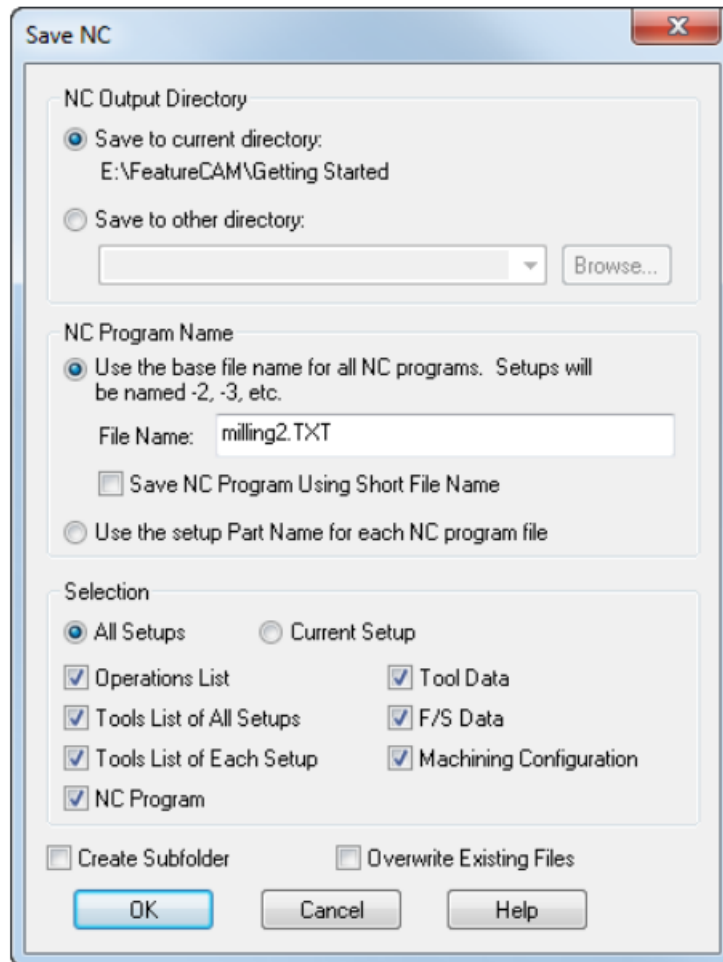 Save NC
NC Output Directory
Save to current directory:
E:\FeatureCAM\Getting Started
Save to other directory:
Browse...
NC Program Name
Use the base file name for all NC programs. Setups will
be named -2, -3, etc.
File Name: milling2.TXT
Save NC Program Using Short File Name
Use the setup Part Name for each NC program file
Selection
All Setups Current Setup
Operations List Tool Data
Tools List of All Setups F/S Data
Tools List of Each Setup Machining Configuration
NC Program
Create Subfolder Overwrite Existing Files
OK Cancel Help